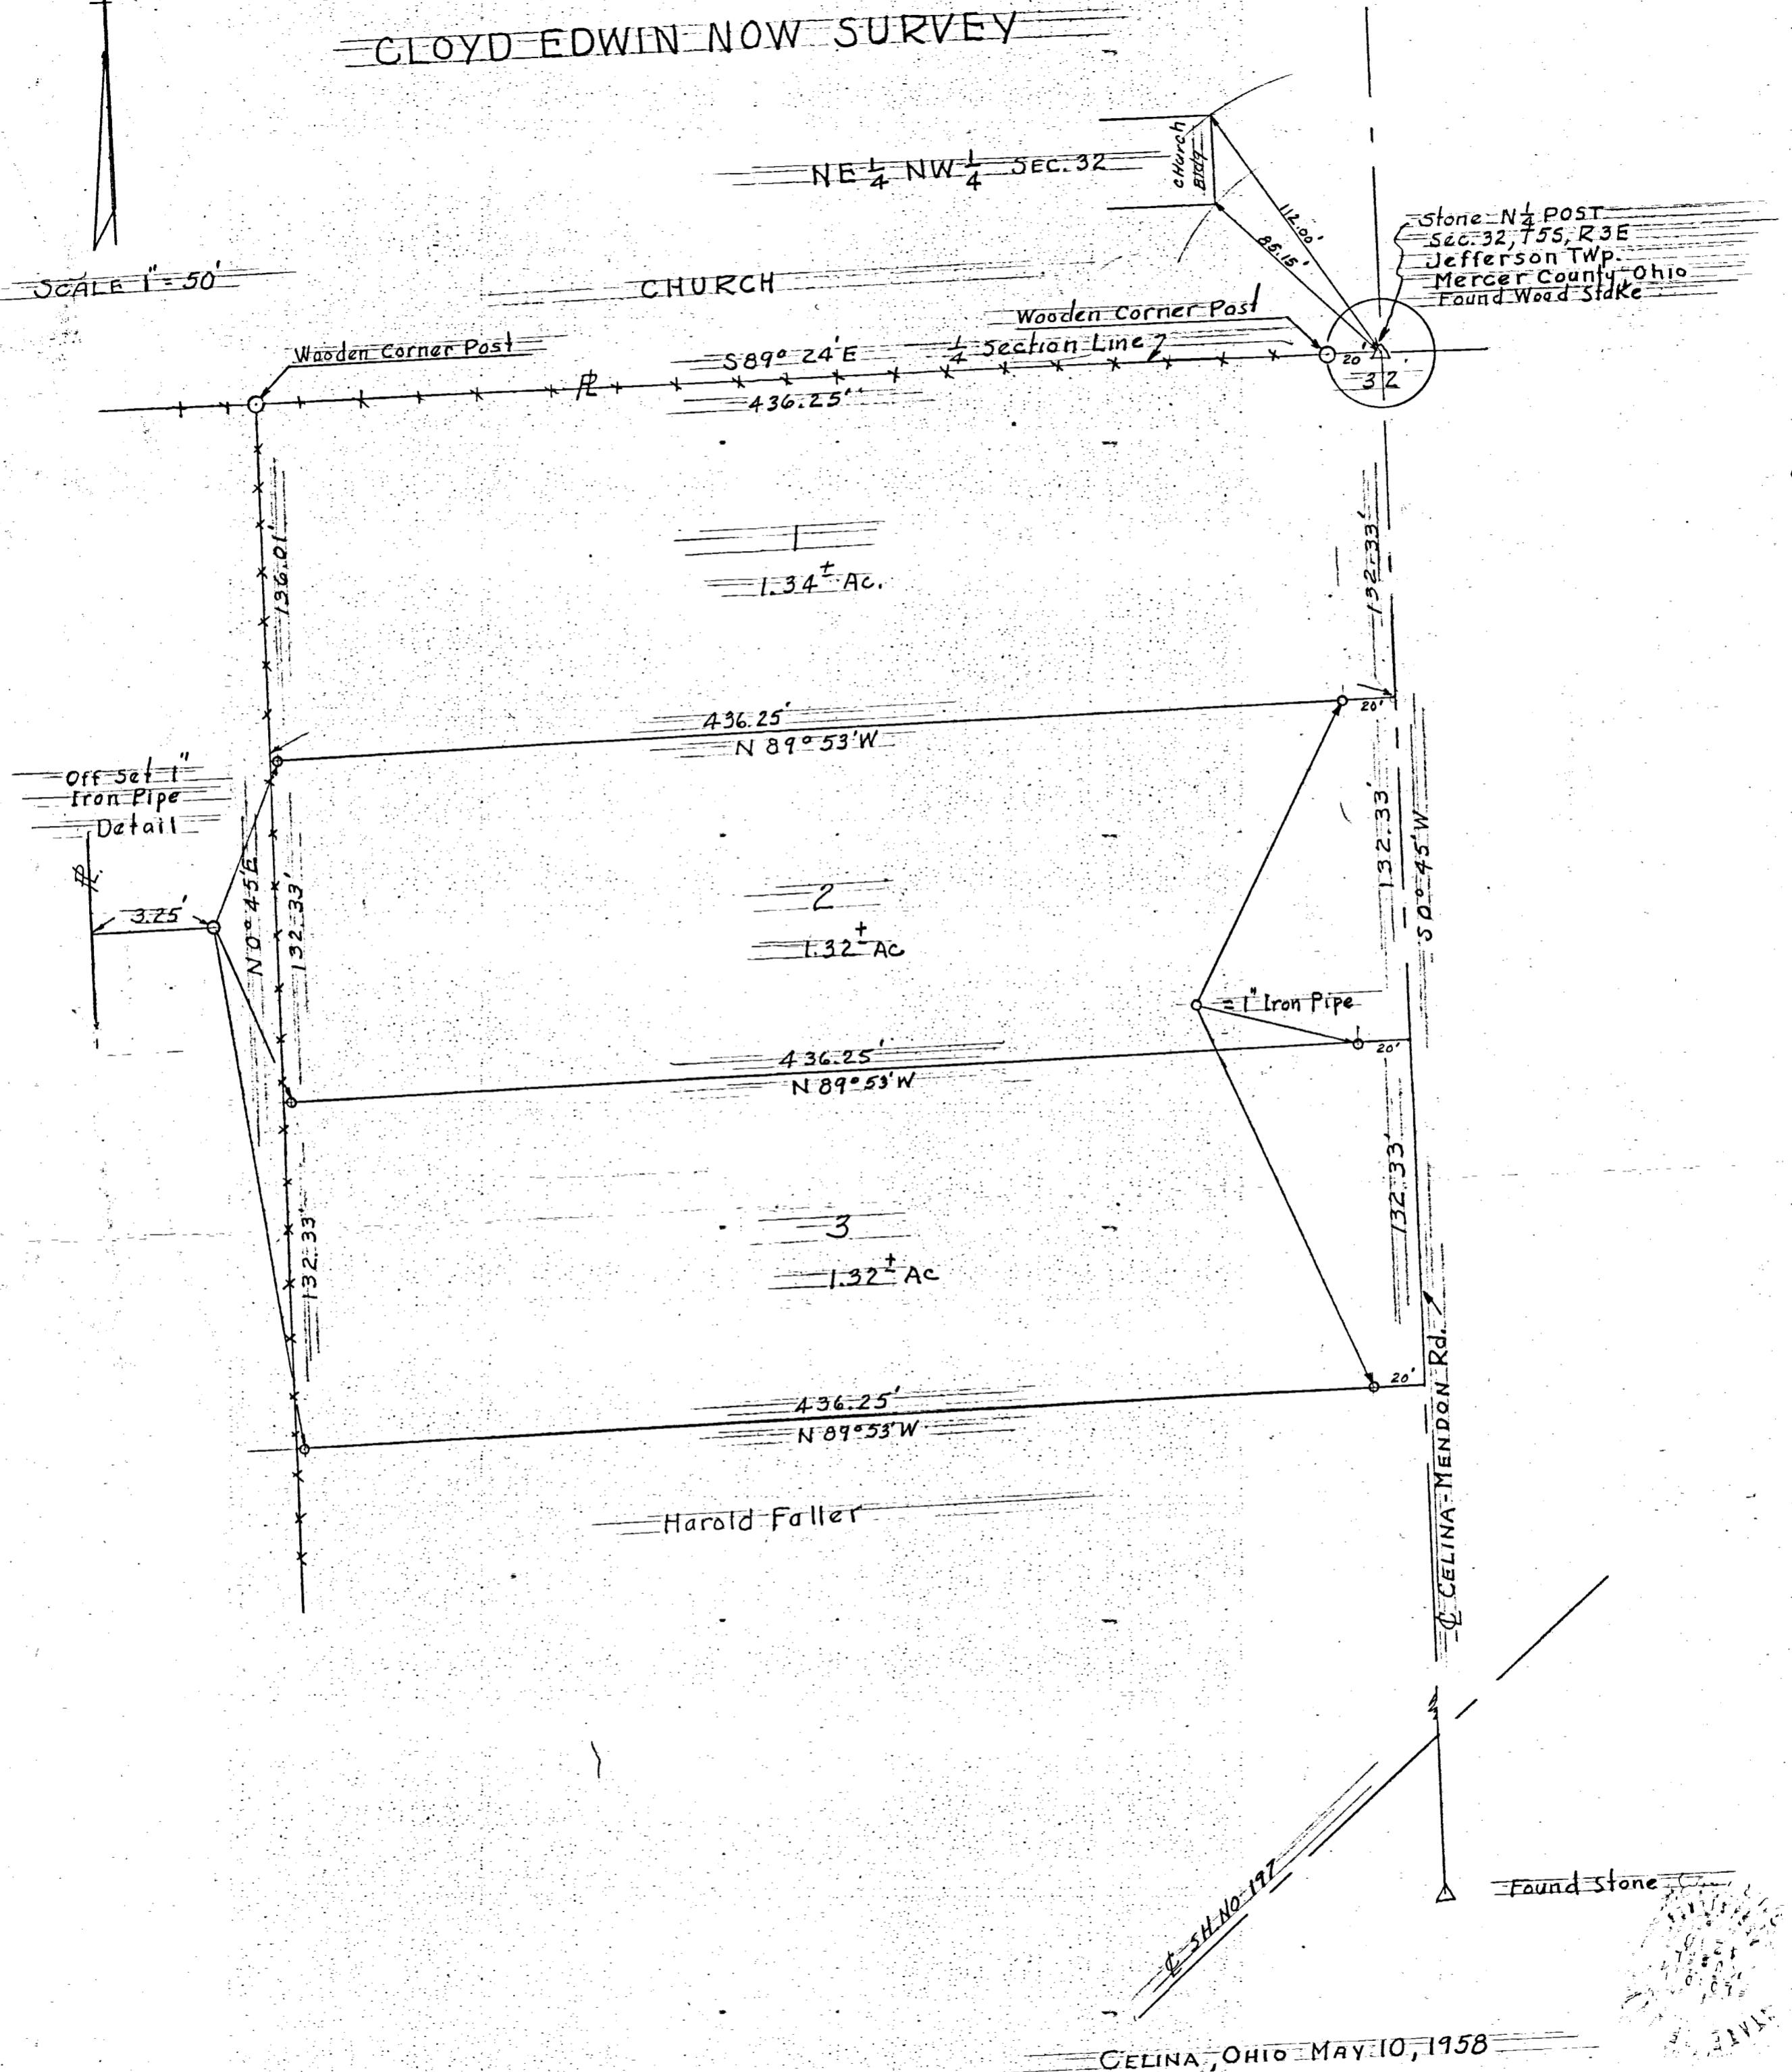 CLOYD EDWIN NOW SURVEY
NE 1/4 NW 1/4 SEC. 32
CHurch
Bldg
112.00'
85.15'
Stone N 1/4 POST
Sec. 32, T5S, R3E
Jefferson TWp.
Mercer County, Ohio
Found Wood Stake
SCALE 1" = 50'
CHURCH
Wooden Corner Post
Wooden Corner Post
S 89° 24' E
1/4 Section Line
20'
32
436.25'
136.01'
132.33'
1
1.34 ± Ac.
436.25'
N 89° 53' W
20'
Off Set 1"
Iron Pipe
Detail
3.25'
N 0° 45' E
132.33'
132.33'
S 0° 45' W
2
1.32 ± AC
= 1" Iron Pipe
436.25'
N 89° 53' W
20'
132.33'
132.33'
3
1.32 ± AC
436.25'
N 89° 53' W
20'
Harold Faller
℄ CELINA-MENDON Rd.
℄ SH. NO 197
Found Stone
CELINA, OHIO MAY 10, 1958